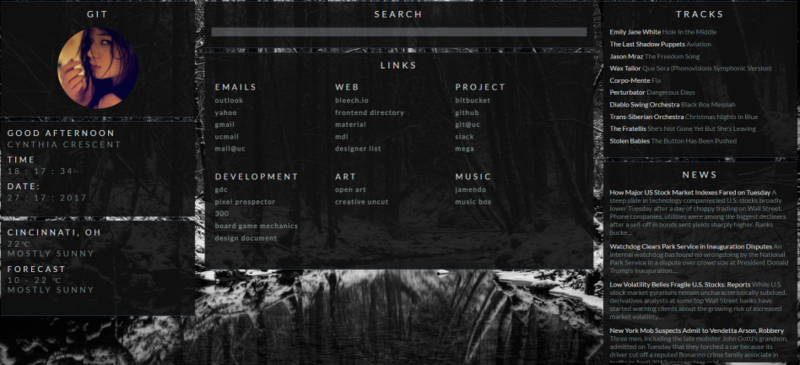 GIT
GOOD AFTERNOON
CYNTHIA CRESCENT
TIME
18 : 17 : 34
DATE:
27 : 17 : 2017
CINCINNATI, OH
22 °C
MOSTLY SUNNY
FORECAST
10 - 22 °C
MOSTLY SUNNY
SEARCH
LINKS
EMAILS
outlook
yahoo
gmail
ucmail
mail@uc
WEB
bleech.io
frontend directory
material
mdl
designer list
PROJECT
bitbucket
github
git@uc
slack
mega
DEVELOPMENT
gdc
pixel prospector
300
board game mechanics
design document
ART
open art
creative uncut
MUSIC
jamendo
music box
TRACKS
Emily Jane White Hole In the Middle
The Last Shadow Puppets Aviation
Jason Mraz The Freedom Song
Wax Tailor Que Sera (Phonovisions Symphonic Version)
Corpo-Mente Fia
Perturbator Dangerous Days
Diablo Swing Orchestra Black Box Messiah
Trans-Siberian Orchestra Christmas Nights In Blue
The Fratellis She's Not Gone Yet But She's Leaving
Stolen Babies The Button Has Been Pushed
NEWS
How Major US Stock Market Indexes Fared on Tuesday A
steep slide in technology companies led U.S. stocks broadly
lower Tuesday after a day of choppy trading on Wall Street.
Phone companies, utilities were among the biggest decliners
after a sell-off in bonds sent yields sharply higher. Banks
bucke...
Watchdog Clears Park Service in Inauguration Disputes An
internal watchdog has found no wrongdoing by the National
Park Service in a dispute over crowd size at President Donald
Trump's inauguration...
Low Volatility Belies Fragile U.S. Stocks: Reports While U.S.
stock market gyrations remain uncharacteristically subdued,
derivatives analysts at some top Wall Street banks have
started warning clients about the growing risk of increased
market volatility...
New York Mob Suspects Admit to Vendetta Arson, Robbery
Three men, including the late mobster John Gotti's grandson,
admitted on Tuesday that they torched a car because its
driver cut off a reputed Bonanno crime family associate in